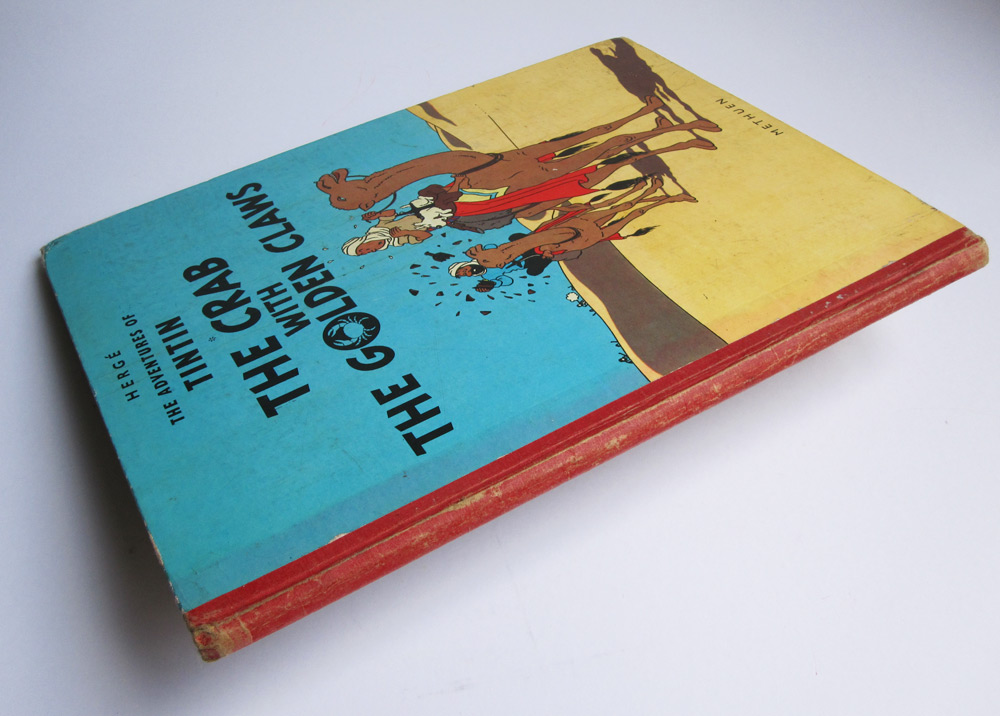 HERGÉ
THE ADVENTURES OF
TINTIN
*
THE CRAB
WITH
THE GOLDEN CLAWS
METHUEN